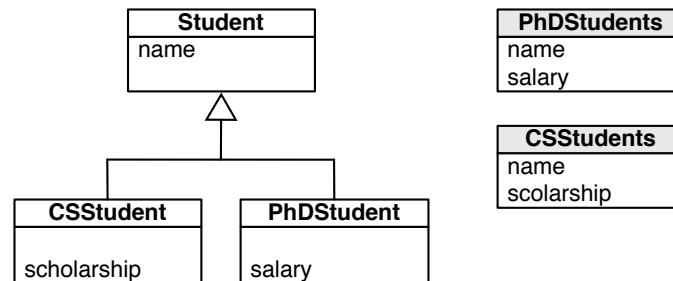 Student
name
CSStudent
scholarship
PhDStudent
salary
PhDStudents
name
salary
CSStudents
name
scolarship